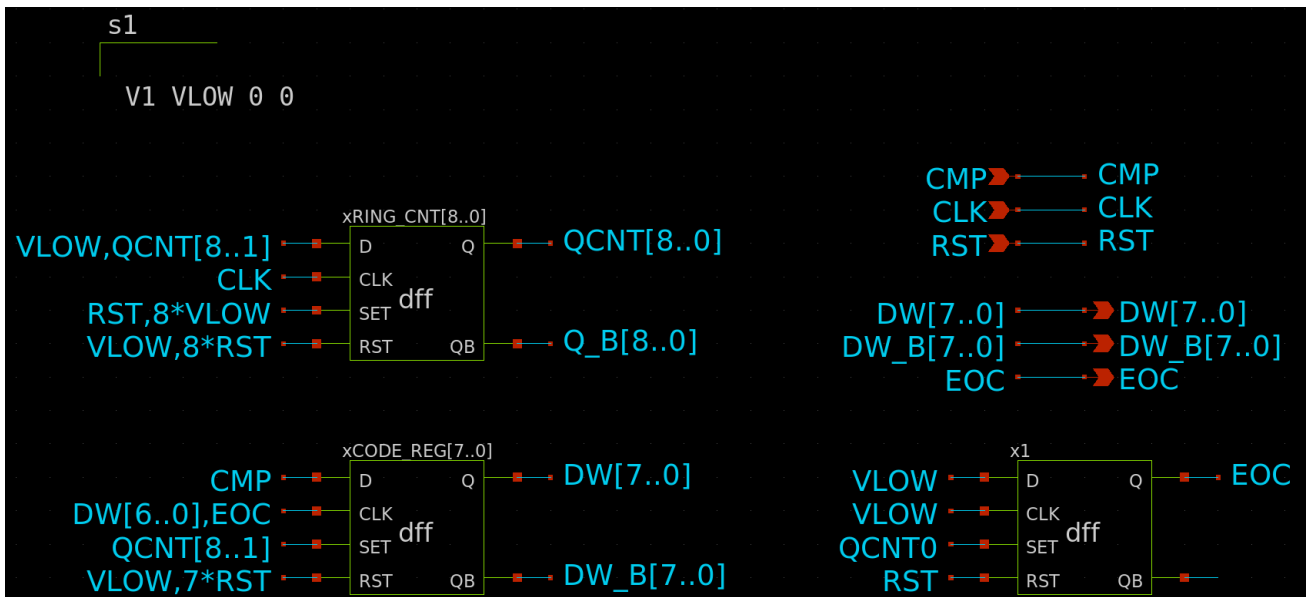 s1
V1 VLOW 0 0
CMP CMP
CLK CLK
RST RST
xRING_CNT[8..0]
VLOW,QCNT[8..1] D Q QCNT[8..0]
CLK CLK
dff
RST,8*VLOW SET
VLOW,8*RST RST QB Q_B[8..0]
DW[7..0] DW[7..0]
DW_B[7..0] DW_B[7..0]
EOC EOC
xCODE_REG[7..0]
CMP D Q DW[7..0]
DW[6..0],EOC CLK
dff
QCNT[8..1] SET
VLOW,7*RST RST QB DW_B[7..0]
x1
VLOW D Q EOC
VLOW CLK
dff
QCNT0 SET
RST RST QB